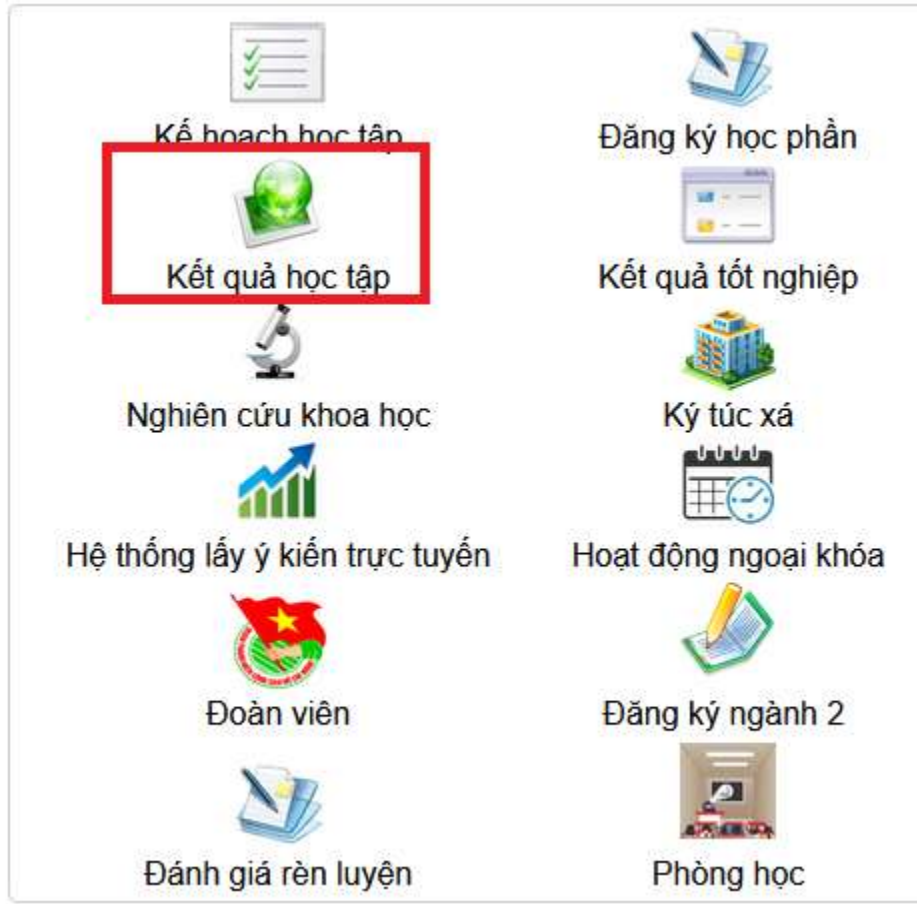 Kế hoạch học tập
Đăng ký học phần
Kết quả học tập
Kết quả tốt nghiệp
Nghiên cứu khoa học
Ký túc xá
Hệ thống lấy ý kiến trực tuyến
Hoạt động ngoại khóa
Đoàn viên
Đăng ký ngành 2
Đánh giá rèn luyện
Phòng học